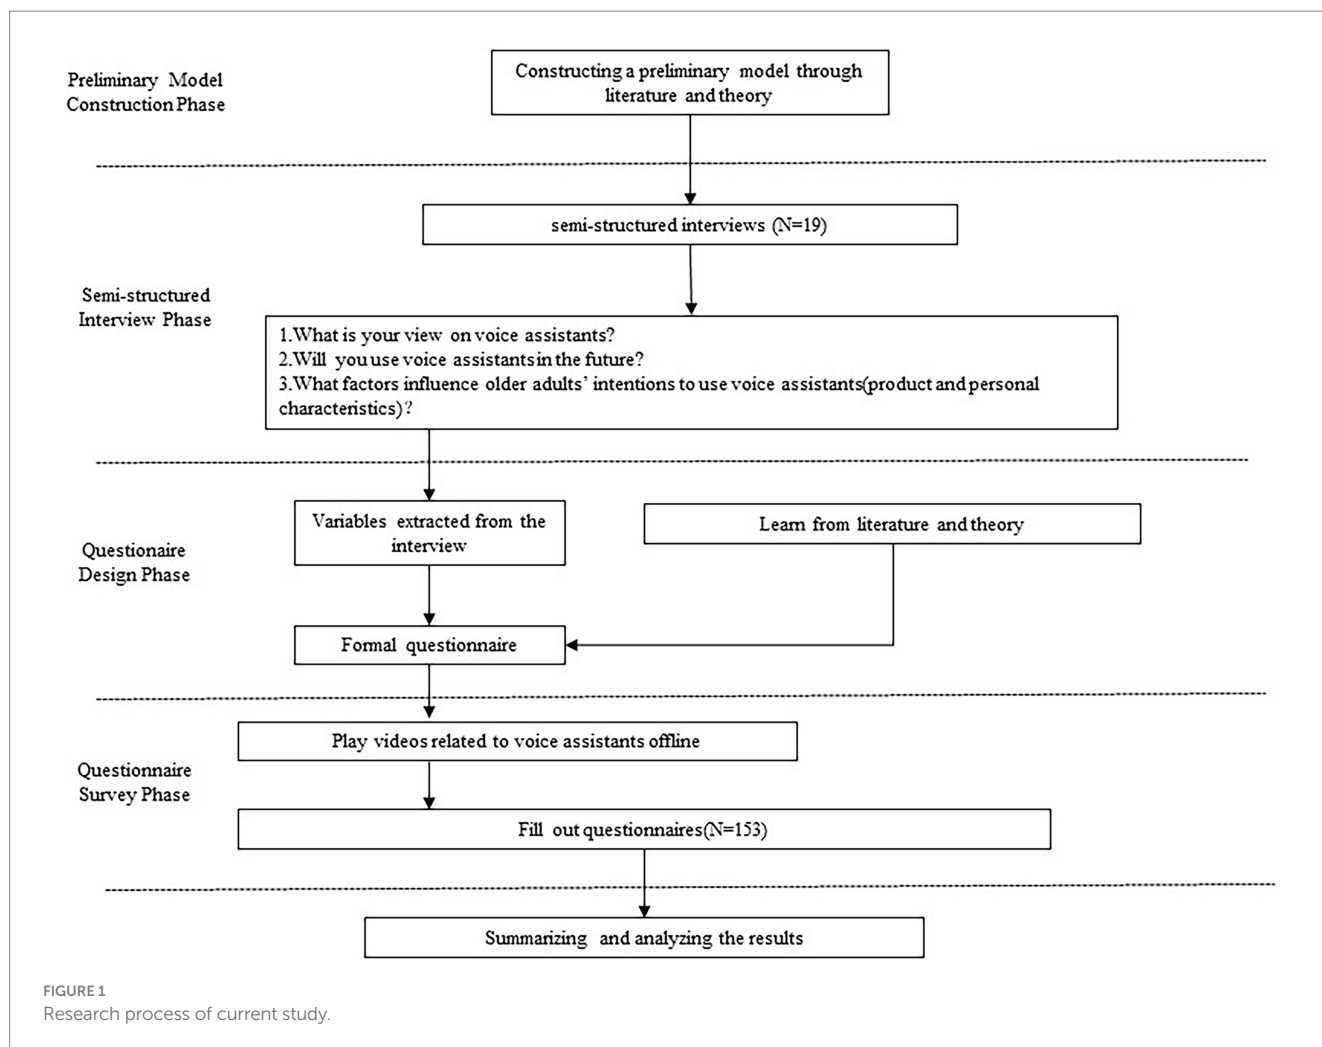 Preliminary Model
Construction Phase
Constructing a preliminary model through
literature and theory
semi-structured interviews (N=19)
Semi-structured
Interview Phase
1.What is your view on voice assistants?
2.Will you use voice assistants in the future?
3.What factors influence older adults' intentions to use voice assistants(product and personal
characteristics)?
Variables extracted from the
interview
Learn from literature and theory
Questionaire
Design Phase
Formal questionnaire
Play videos related to voice assistants offline
Questionnaire
Survey Phase
Fill out questionnaires(N=153)
Summarizing and analyzing the results
FIGURE 1
Research process of current study.